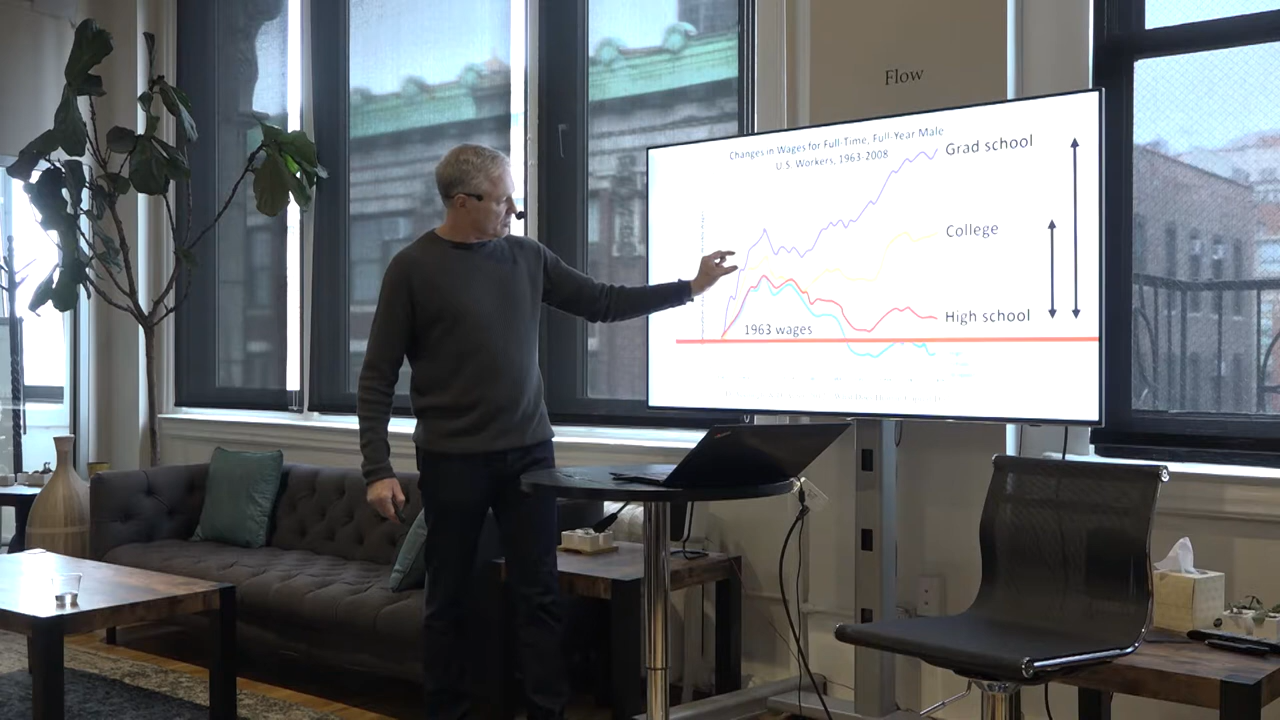 Flow
Changes in Wages for Full-Time, Full-Year Male
U.S. Workers, 1963-2008
Grad school
College
High school
1963 wages